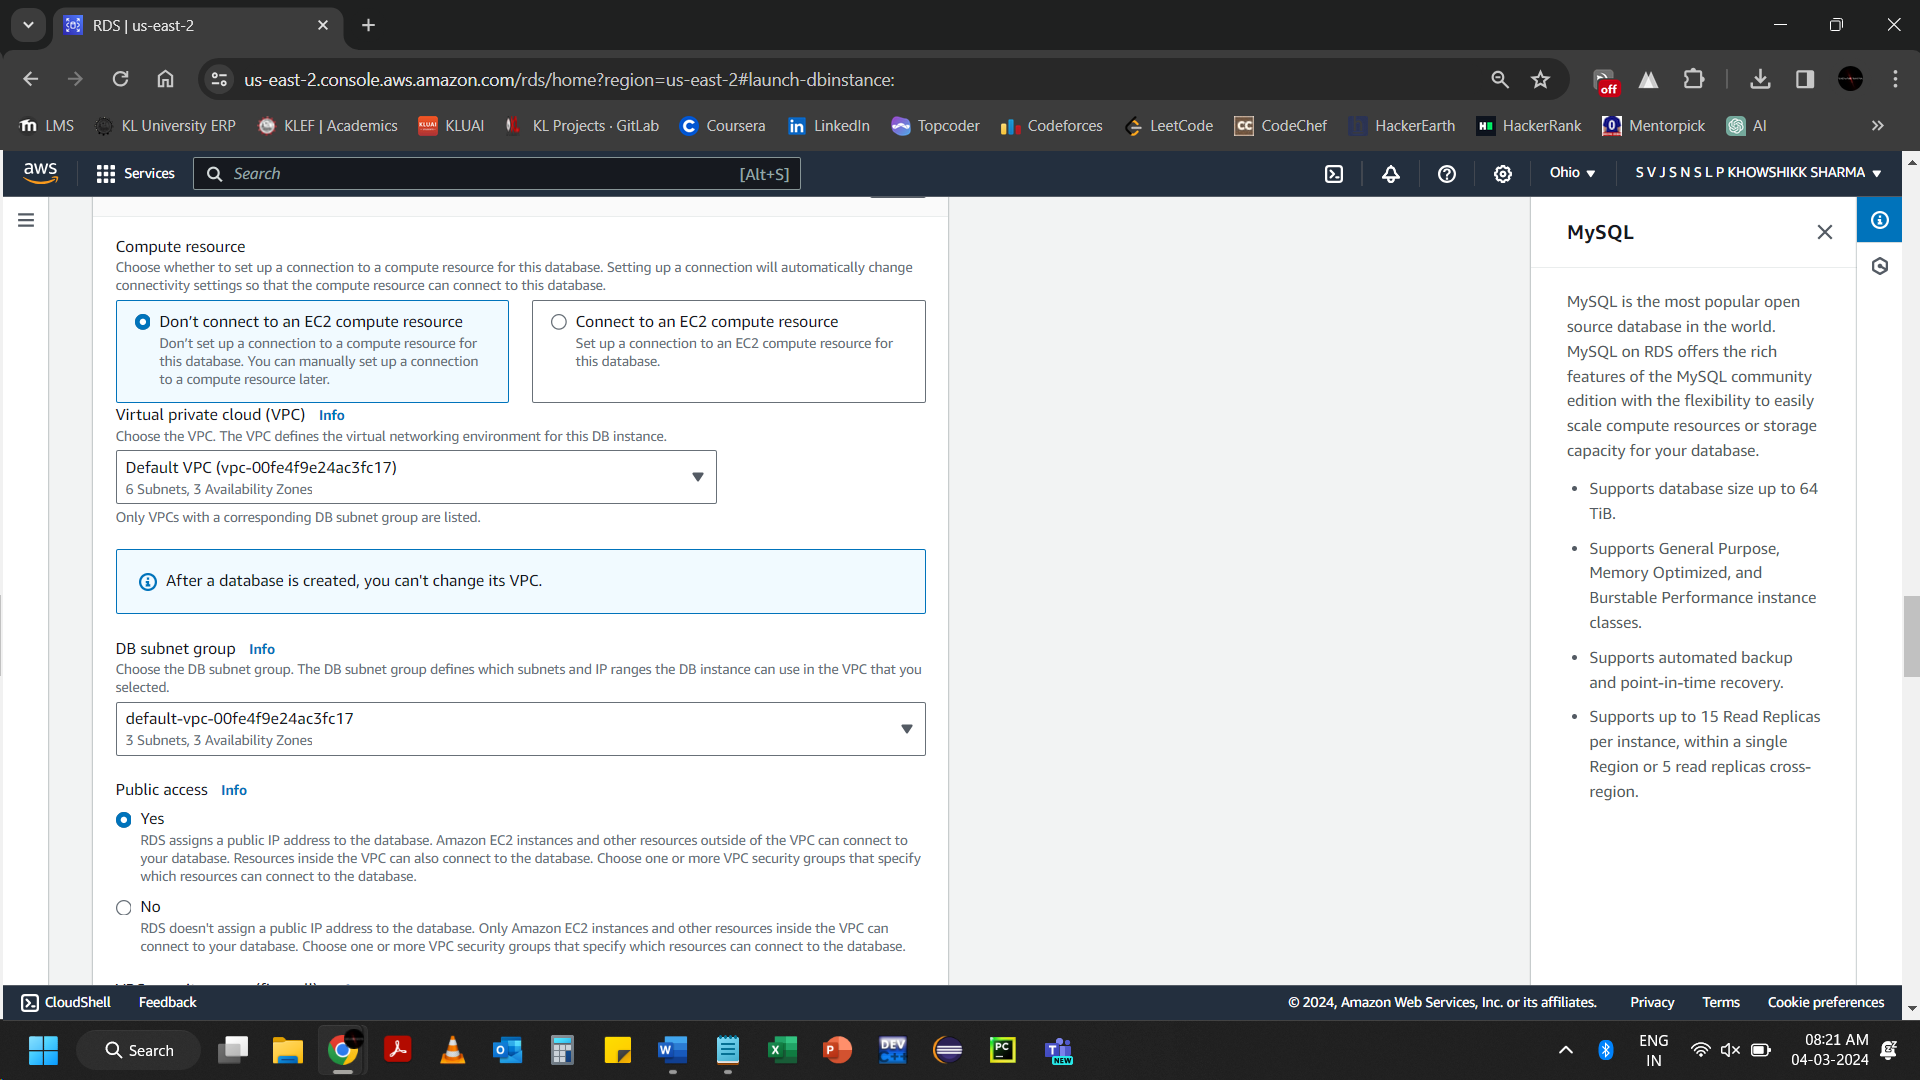 RDS | us-east-2
us-east-2.console.aws.amazon.com/rds/home?region=us-east-2#launch-dbinstance:
off
LMS KL University ERP KLEF | Academics KLUAI KL Projects · GitLab Coursera LinkedIn Topcoder Codeforces LeetCode CodeChef HackerEarth HackerRank Mentorpick AI
aws Services Search [Alt+S] Ohio S V J S N S L P KHOWSHIKK SHARMA
Compute resource
Choose whether to set up a connection to a compute resource for this database. Setting up a connection will automatically change
connectivity settings so that the compute resource can connect to this database.
Don't connect to an EC2 compute resource
Don't set up a connection to a compute resource for
this database. You can manually set up a connection
to a compute resource later.
Connect to an EC2 compute resource
Set up a connection to an EC2 compute resource for
this database.
Virtual private cloud (VPC) Info
Choose the VPC. The VPC defines the virtual networking environment for this DB instance.
Default VPC (vpc-00fe4f9e24ac3fc17)
6 Subnets, 3 Availability Zones
Only VPCs with a corresponding DB subnet group are listed.
After a database is created, you can't change its VPC.
DB subnet group Info
Choose the DB subnet group. The DB subnet group defines which subnets and IP ranges the DB instance can use in the VPC that you
selected.
default-vpc-00fe4f9e24ac3fc17
3 Subnets, 3 Availability Zones
Public access Info
Yes
RDS assigns a public IP address to the database. Amazon EC2 instances and other resources outside of the VPC can connect to
your database. Resources inside the VPC can also connect to the database. Choose one or more VPC security groups that specify
which resources can connect to the database.
No
RDS doesn't assign a public IP address to the database. Only Amazon EC2 instances and other resources inside the VPC can
connect to your database. Choose one or more VPC security groups that specify which resources can connect to the database.
MySQL
MySQL is the most popular open
source database in the world.
MySQL on RDS offers the rich
features of the MySQL community
edition with the flexibility to easily
scale compute resources or storage
capacity for your database.
• Supports database size up to 64
TiB.
• Supports General Purpose,
Memory Optimized, and
Burstable Performance instance
classes.
• Supports automated backup
and point-in-time recovery.
• Supports up to 15 Read Replicas
per instance, within a single
Region or 5 read replicas cross-
region.
CloudShell Feedback © 2024, Amazon Web Services, Inc. or its affiliates. Privacy Terms Cookie preferences
Search
DEV
PC
NEW
ENG
IN
08:21 AM
04-03-2024